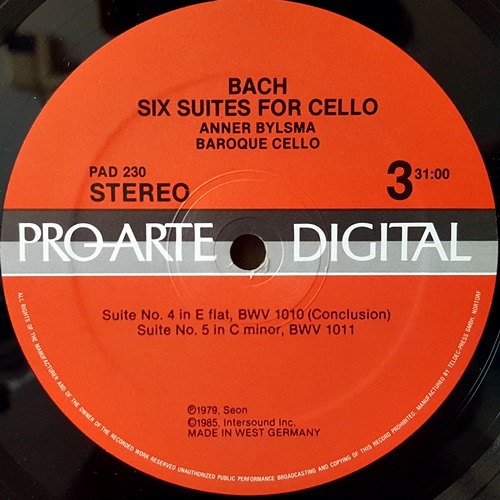 BACH
SIX SUITES FOR CELLO
ANNER BYLSMA
BAROQUE CELLO
PAD 230
STEREO
3 31:00
PRO ARTE DIGITAL
Suite No. 4 in E flat, BWV 1010 (Conclusion)
Suite No. 5 in C minor, BWV 1011
℗1979, Seon
©1985, Intersound Inc.
MADE IN WEST GERMANY
ALL RIGHTS OF THE MANUFACTURER AND OF THE OWNER OF THE RECORDED WORK RESERVED UNAUTHORIZED PUBLIC PERFORMANCE BROADCASTING AND COPYING OF THIS RECORD PROHIBITED. MANUFACTURED BY TELDEC-PRESS GMBH, NORTORF